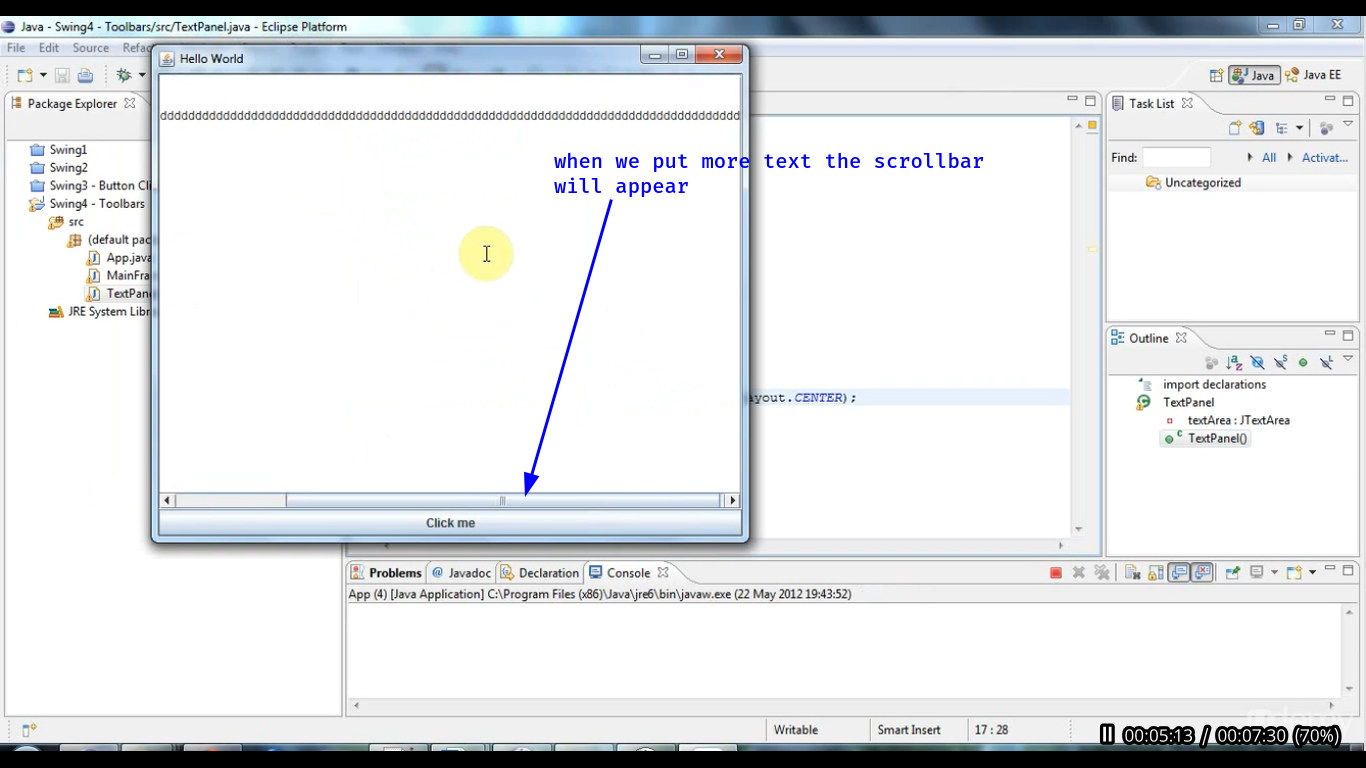 Java - Swing4 - Toolbars/src/TextPanel.java - Eclipse Platform
File Edit Source
Hello World
Java Java EE
Package Explorer
Task List
dddddddddddddddddddddddddddddddddddddddddddddddddddddddddddddddddddddddddddddddddd
Find: All Activat...
Swing1
Swing2
Swing3 - Button Cli
Swing4 - Toolbars
src
(default pac
App.java
MainFra
TextPane
JRE System Libr
when we put more text the scrollbar
will appear
Uncategorized
Outline
import declarations
TextPanel
textArea : JTextArea
TextPanel()
ayout.CENTER);
Click me
Problems @ Javadoc Declaration Console
App (4) [Java Application] C:\Program Files (x86)\Java\jre6\bin\javaw.exe (22 May 2012 19:43:52)
Writable Smart Insert 17 : 28
00:05:13 / 00:07:30 (70%)